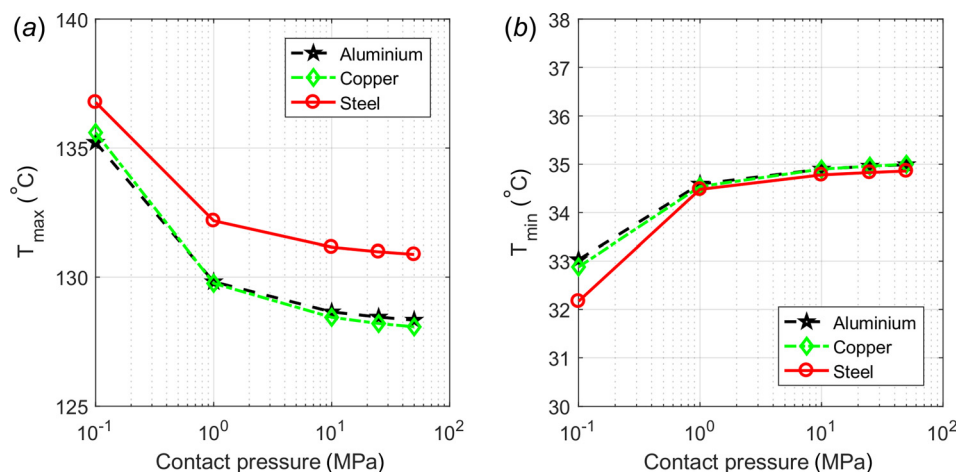 (a)
140
135
130
125
T_max (°C)
10^-1
10^0
10^1
10^2
Contact pressure (MPa)
Aluminium
Copper
Steel
(b)
38
37
36
35
34
33
32
31
30
T_min (°C)
10^-1
10^0
10^1
10^2
Contact pressure (MPa)
Aluminium
Copper
Steel